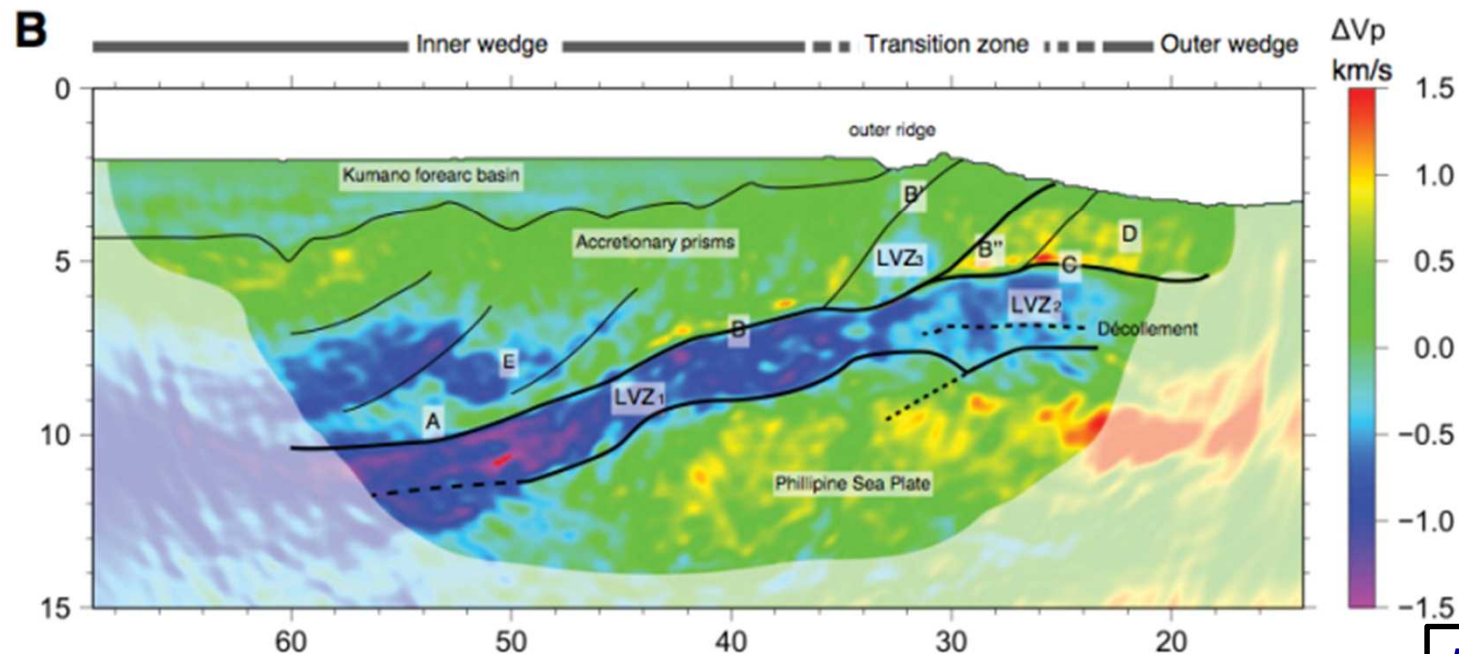 B
Inner wedge
Transition zone
Outer wedge
ΔVp
km/s
0
5
10
15
60
50
40
30
20
1.5
1.0
0.5
0.0
−0.5
−1.0
−1.5
outer ridge
Kumano forearc basin
B'
Accretionary prisms
D
B"
LVZ3
C
LVZ2
B
Décollement
E
LVZ1
A
Phillipine Sea Plate